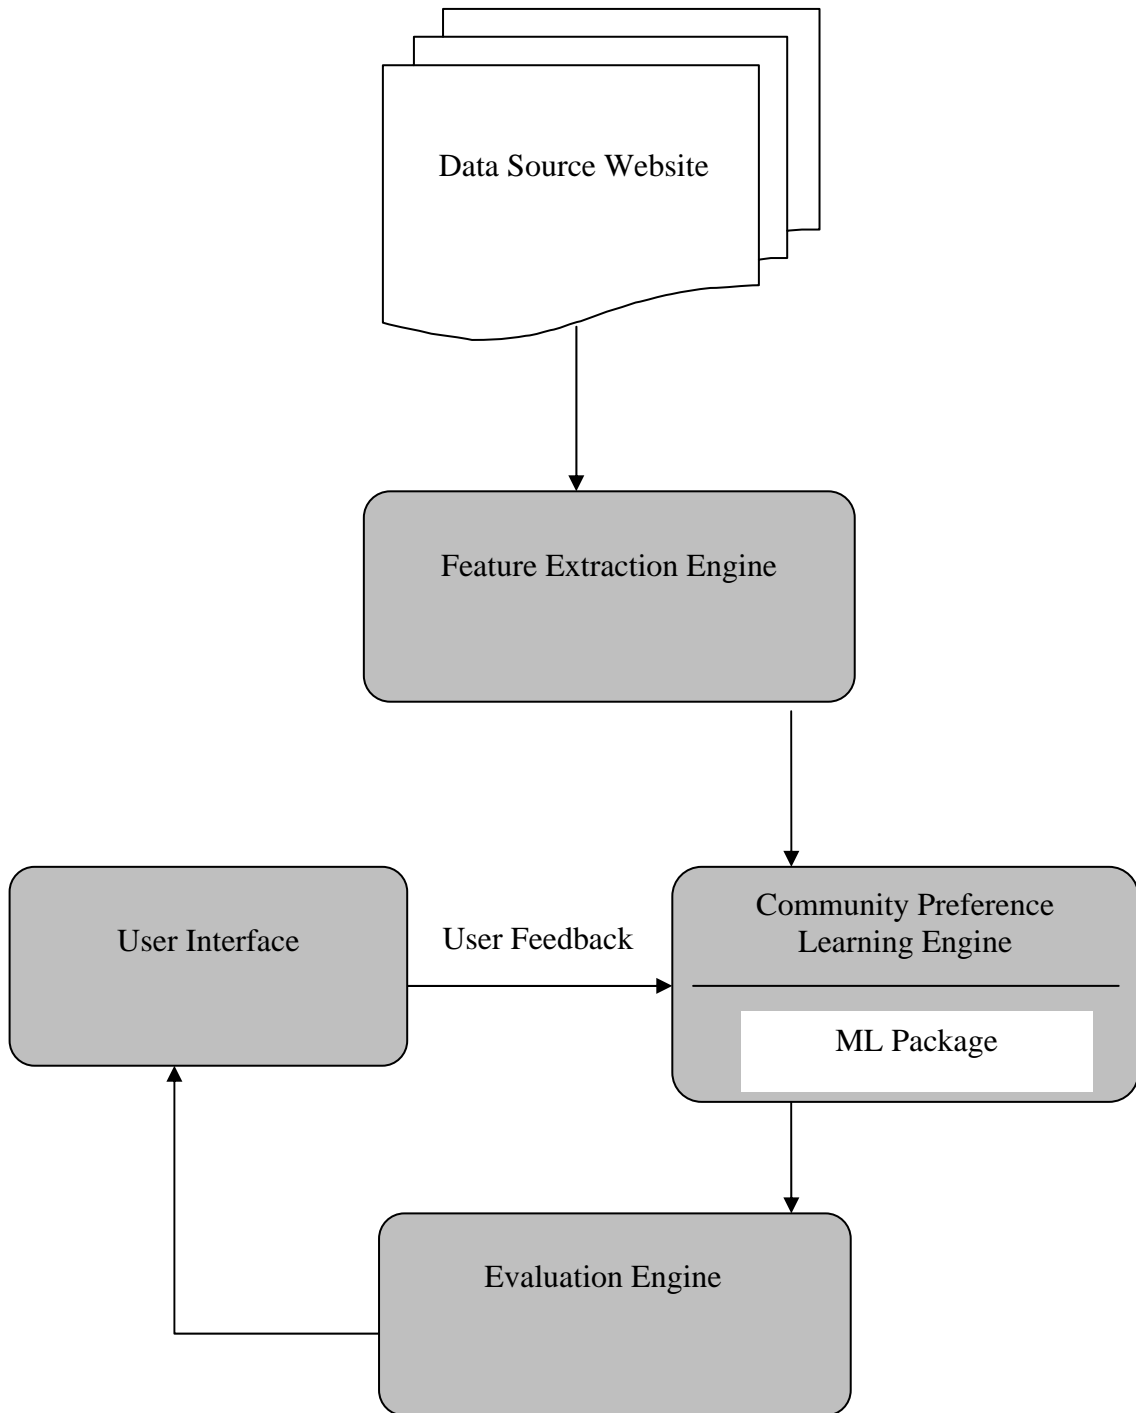 Data Source Website
Feature Extraction Engine
User Interface
User Feedback
Community Preference
Learning Engine
ML Package
Evaluation Engine